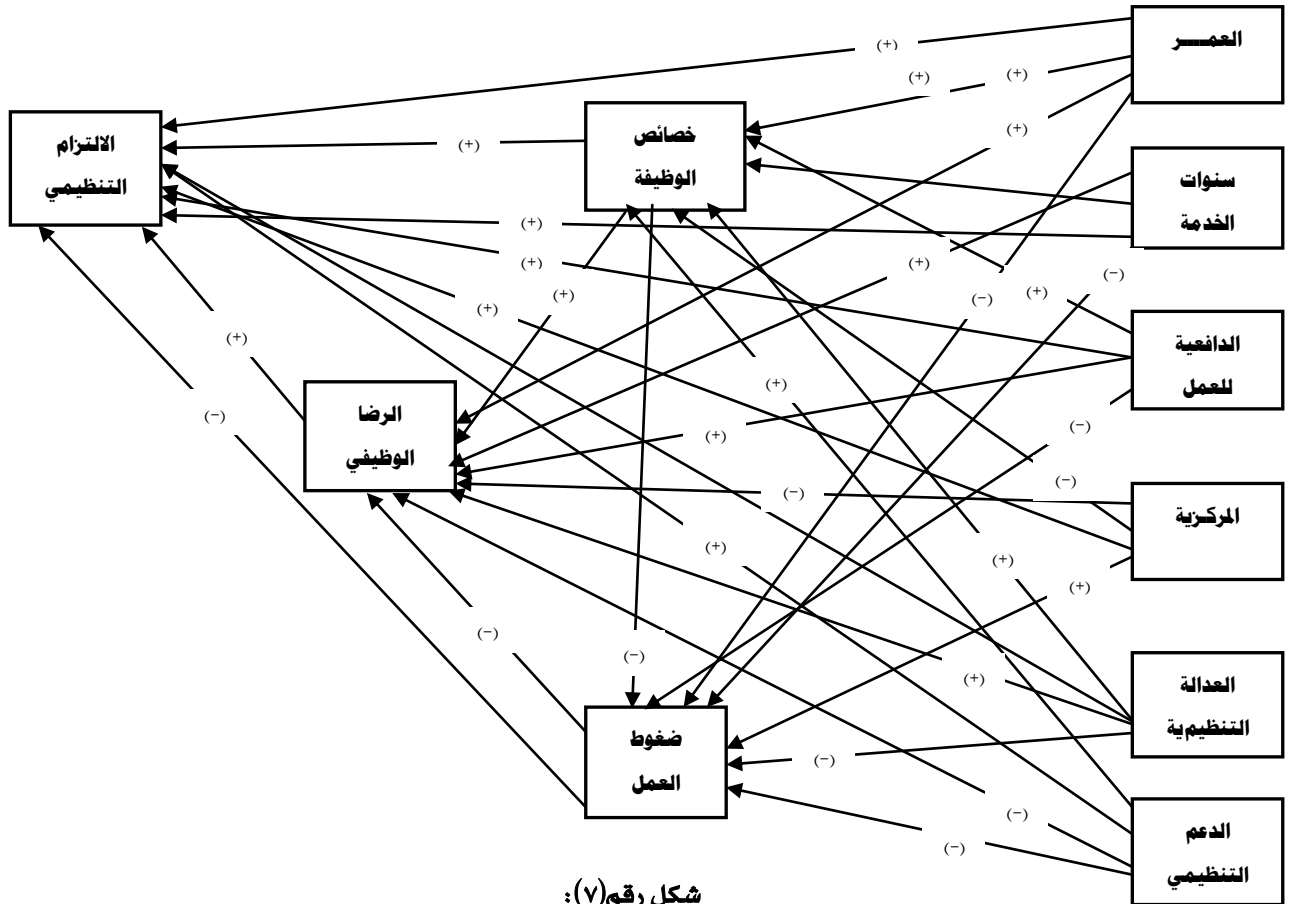 العمـــر
(+)
(+)
(+)
(+)
الالتزام
التنظيمي
(+)
خصائص
الوظيفة
سنوات
الخدمة
(+)
(+)
(+)
(-)
(+)
(+)
(-)
(+)
(+)
الدافعية
للعمل
(+)
(-)
الرضا
الوظيفي
(+)
(-)
(-)
(-)
المركزية
(+)
(+)
(+)
(-)
(-)
(+)
العدالة
التنظيمية
ضغوط
العمل
(-)
(-)
(-)
الدعم
التنظيمي
شكل رقم(٧):